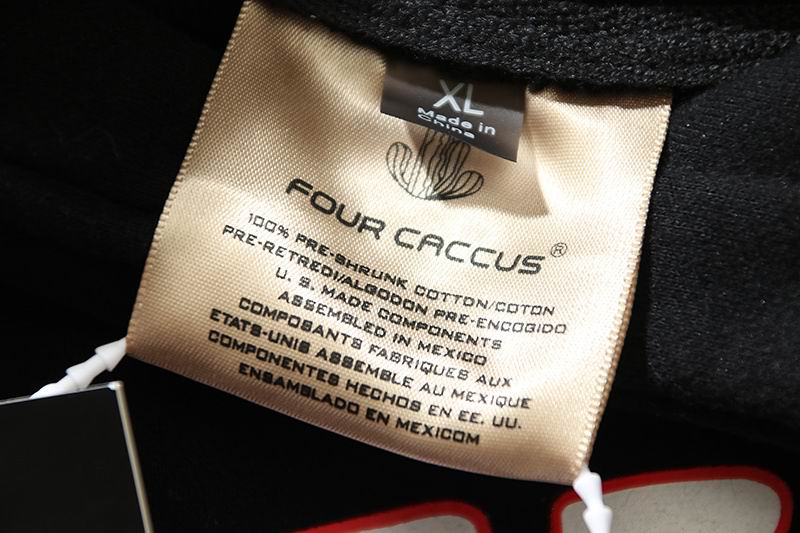 XL
Made in
China
FOUR CACCUS®
100% PRE-SHRUNK COTTON/COTON
PRE-RETREDI/ALGODON PRE-ENCOGIDO
U. S. MADE COMPONENTS
ASSEMBLED IN MEXICO
COMPOSANTS FABRIQUES AUX
ETATS-UNIS ASSEMBLE AU MEXIQUE
COMPONENTES HECHOS EN EE. UU.
ENSAMBLADO EN MEXICOM